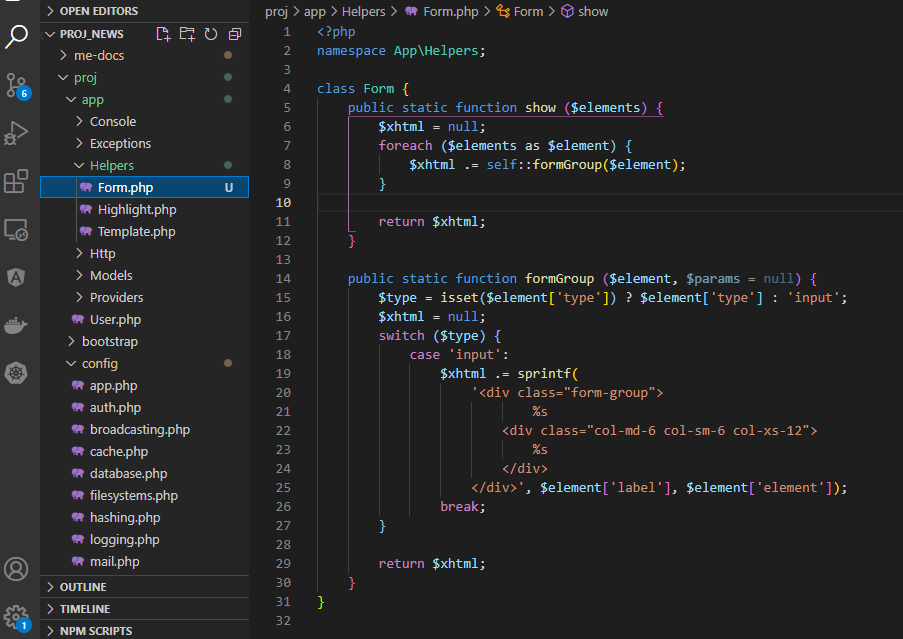 OPEN EDITORS
PROJ_NEWS
me-docs
proj
app
Console
Exceptions
Helpers
Form.php U
Highlight.php
Template.php
Http
Models
Providers
User.php
bootstrap
config
app.php
auth.php
broadcasting.php
cache.php
database.php
filesystems.php
hashing.php
logging.php
mail.php
OUTLINE
TIMELINE
NPM SCRIPTS
6
1
proj > app > Helpers > Form.php > Form > show
1 <?php
2 namespace App\Helpers;
3
4 class Form {
5 public static function show ($elements) {
6 $xhtml = null;
7 foreach ($elements as $element) {
8 $xhtml .= self::formGroup($element);
9 }
10
11 return $xhtml;
12 }
13
14 public static function formGroup ($element, $params = null) {
15 $type = isset($element['type']) ? $element['type'] : 'input';
16 $xhtml = null;
17 switch ($type) {
18 case 'input':
19 $xhtml .= sprintf(
20 '<div class="form-group">
21 %s
22 <div class="col-md-6 col-sm-6 col-xs-12">
23 %s
24 </div>
25 </div>', $element['label'], $element['element']);
26 break;
27 }
28
29 return $xhtml;
30 }
31 }
32